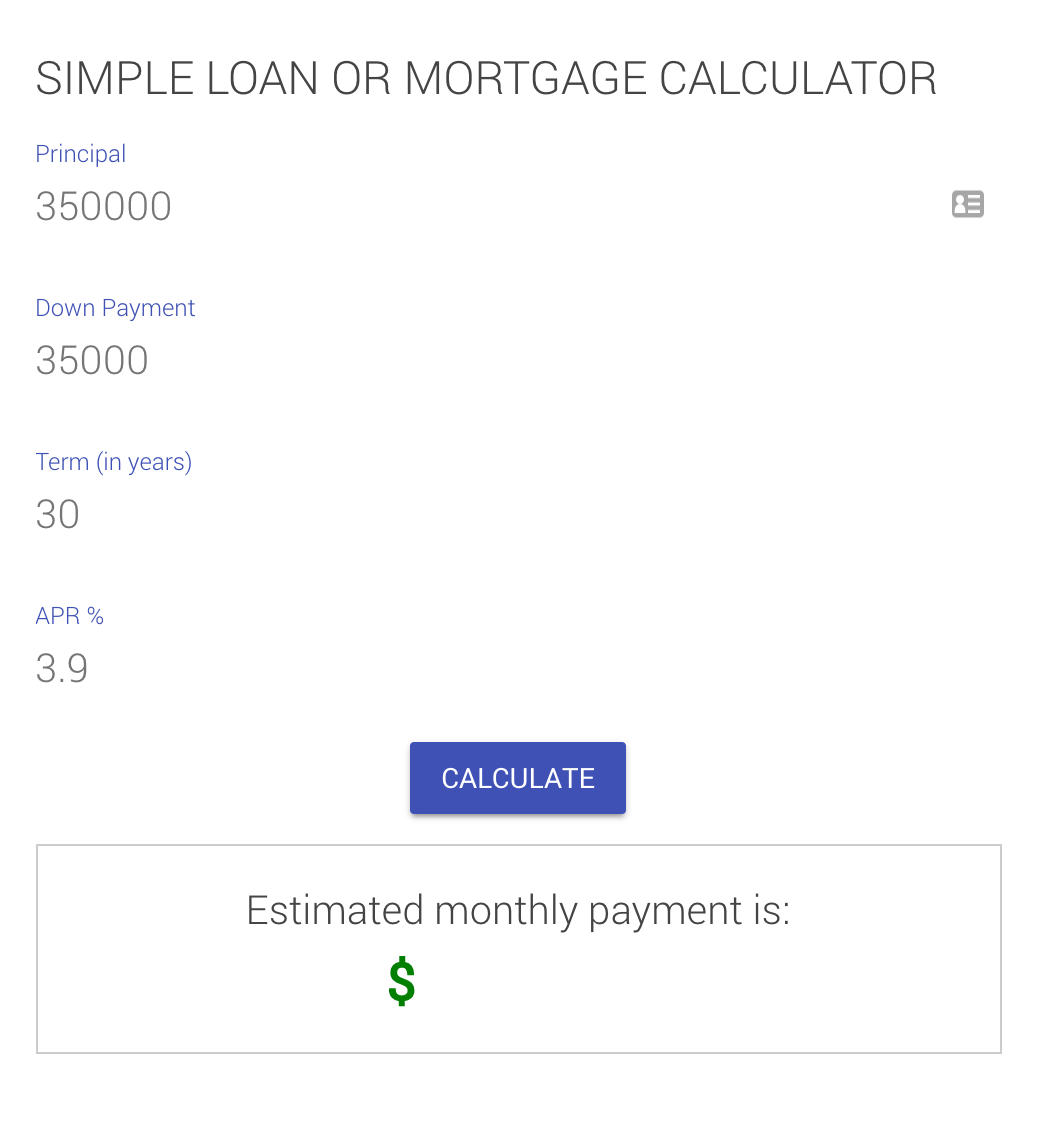 SIMPLE LOAN OR MORTGAGE CALCULATOR
Principal
350000
Down Payment
35000
Term (in years)
30
APR %
3.9
CALCULATE
Estimated monthly payment is:
$